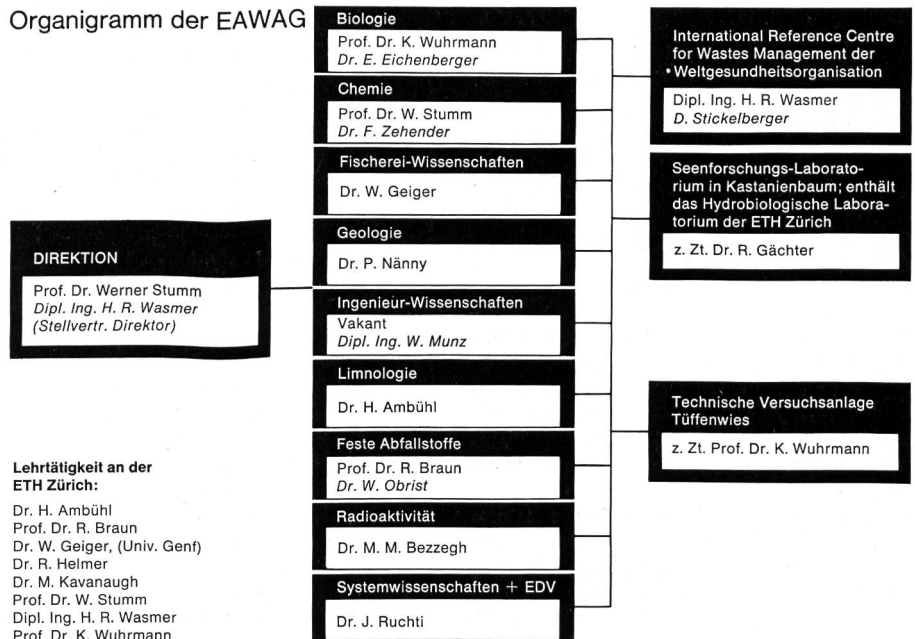 Organigramm der EAWAG
DIREKTION
Prof. Dr. Werner Stumm
Dipl. Ing. H. R. Wasmer
(Stellvertr. Direktor)
Lehrtätigkeit an der
ETH Zürich:
Dr. H. Ambühl
Prof. Dr. R. Braun
Dr. W. Geiger, (Univ. Genf)
Dr. R. Helmer
Dr. M. Kavanaugh
Prof. Dr. W. Stumm
Dipl. Ing. H. R. Wasmer
Prof. Dr. K. Wuhrmann
Biologie
Prof. Dr. K. Wuhrmann
Dr. E. Eichenberger
Chemie
Prof. Dr. W. Stumm
Dr. F. Zehender
Fischerei-Wissenschaften
Dr. W. Geiger
Geologie
Dr. P. Nänny
Ingenieur-Wissenschaften
Vakant
Dipl. Ing. W. Munz
Limnologie
Dr. H. Ambühl
Feste Abfallstoffe
Prof. Dr. R. Braun
Dr. W. Obrist
Radioaktivität
Dr. M. M. Bezzegh
Systemwissenschaften + EDV
Dr. J. Ruchti
International Reference Centre
for Wastes Management der
Weltgesundheitsorganisation
Dipl. Ing. H. R. Wasmer
D. Stickelberger
Seenforschungs-Laborato-
rium in Kastanienbaum; enthält
das Hydrobiologische Labora-
torium der ETH Zürich
z. Zt. Dr. R. Gächter
Technische Versuchsanlage
Tüffenwies
z. Zt. Prof. Dr. K. Wuhrmann